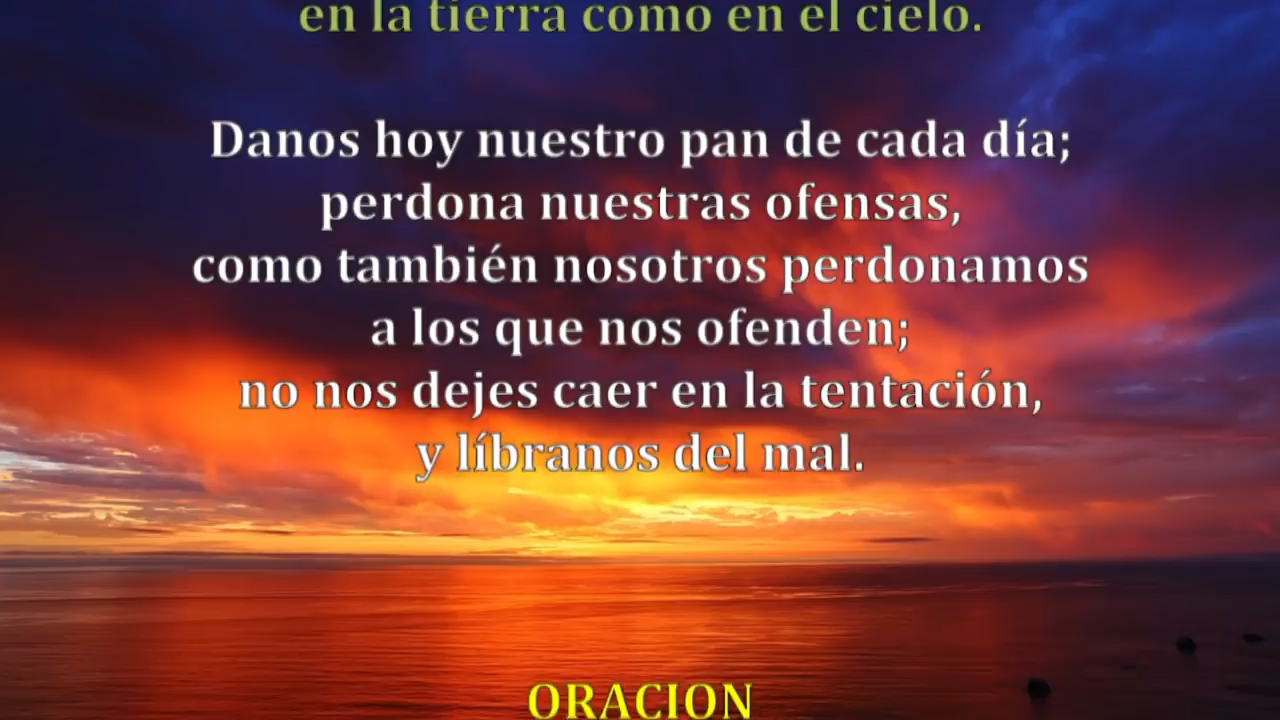 en la tierra como en el cielo.
Danos hoy nuestro pan de cada día;
perdona nuestras ofensas,
como también nosotros perdonamos
a los que nos ofenden;
no nos dejes caer en la tentación,
y líbranos del mal.
ORACION